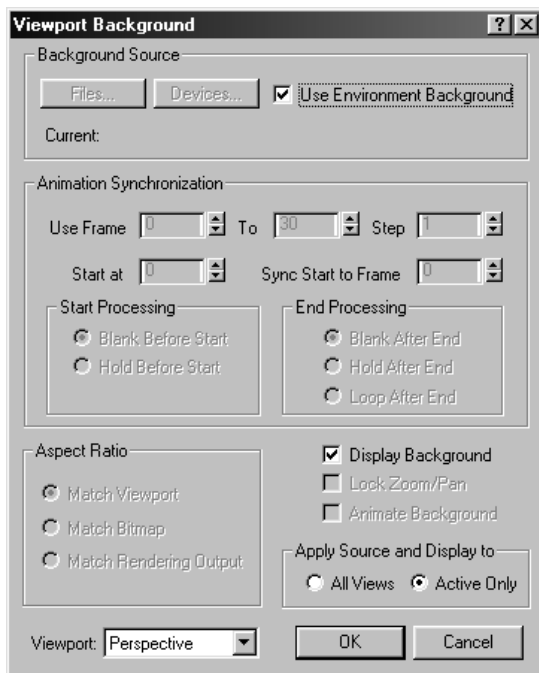 Viewport Background
Background Source
Files... Devices... Use Environment Background
Current:
Animation Synchronization
Use Frame 0 To 30 Step 1
Start at 0 Sync Start to Frame 0
Start Processing
Blank Before Start
Hold Before Start
End Processing
Blank After End
Hold After End
Loop After End
Aspect Ratio
Match Viewport
Match Bitmap
Match Rendering Output
Display Background
Lock Zoom/Pan
Animate Background
Apply Source and Display to
All Views Active Only
Viewport: Perspective OK Cancel